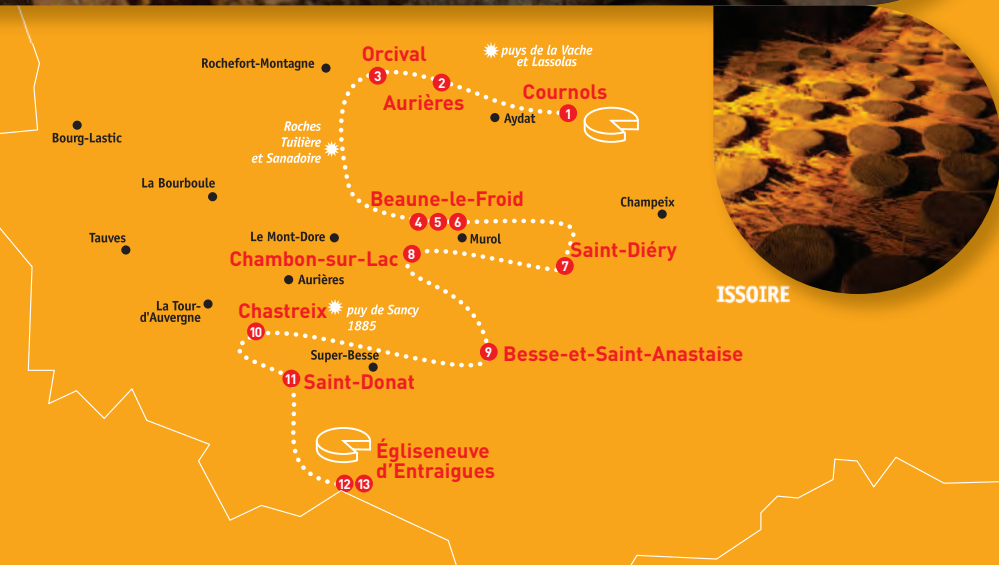 Orcival
puys de la Vache
et Lassolas
Rochefort-Montagne
3
2
Aurières
Cournols
1
Aydat
Bourg-Lastic
Roches
Tuilière
et Sanadoire
La Bourboule
Beaune-le-Froid
Champeix
4 5 6
Tauves
Le Mont-Dore
Murol
Saint-Diéry
Chambon-sur-Lac
8
7
Aurières
ISSOIRE
La Tour-
d'Auvergne
Chastreix
puy de Sancy
1885
10
Super-Besse
9
Besse-et-Saint-Anastaise
11
Saint-Donat
Égliseneuve
d'Entraigues
12 13